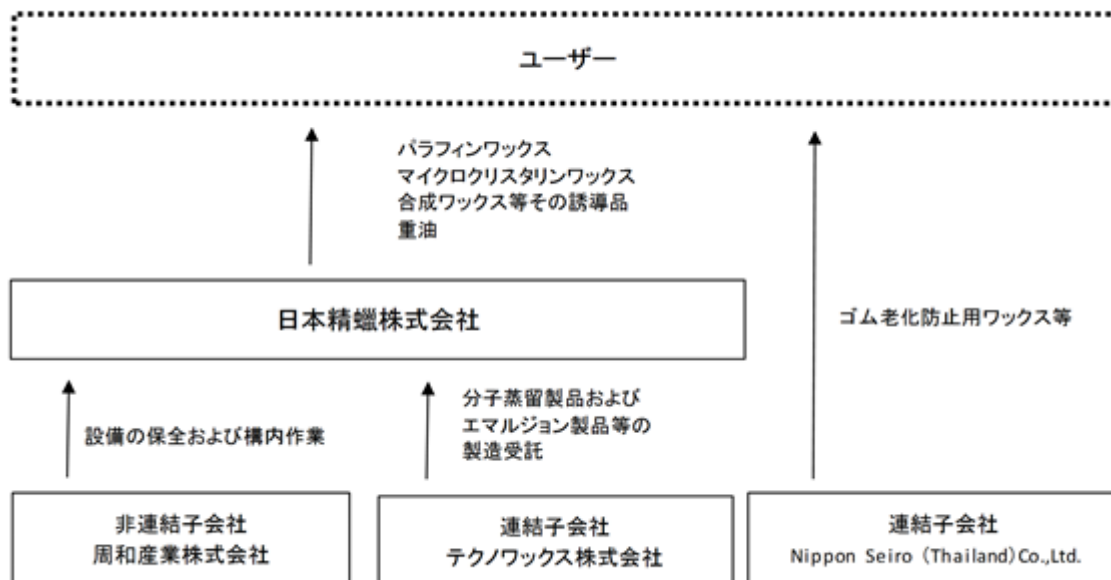 ユーザー
パラフィンワックス
マイクロクリスタリンワックス
合成ワックス等その誘導品
重油
日本精蠟株式会社
ゴム老化防止用ワックス等
設備の保全および構内作業
分子蒸留製品および
エマルジョン製品等の
製造受託
非連結子会社
周和産業株式会社
連結子会社
テクノワックス株式会社
連結子会社
Nippon Seiro (Thailand)Co.,Ltd.